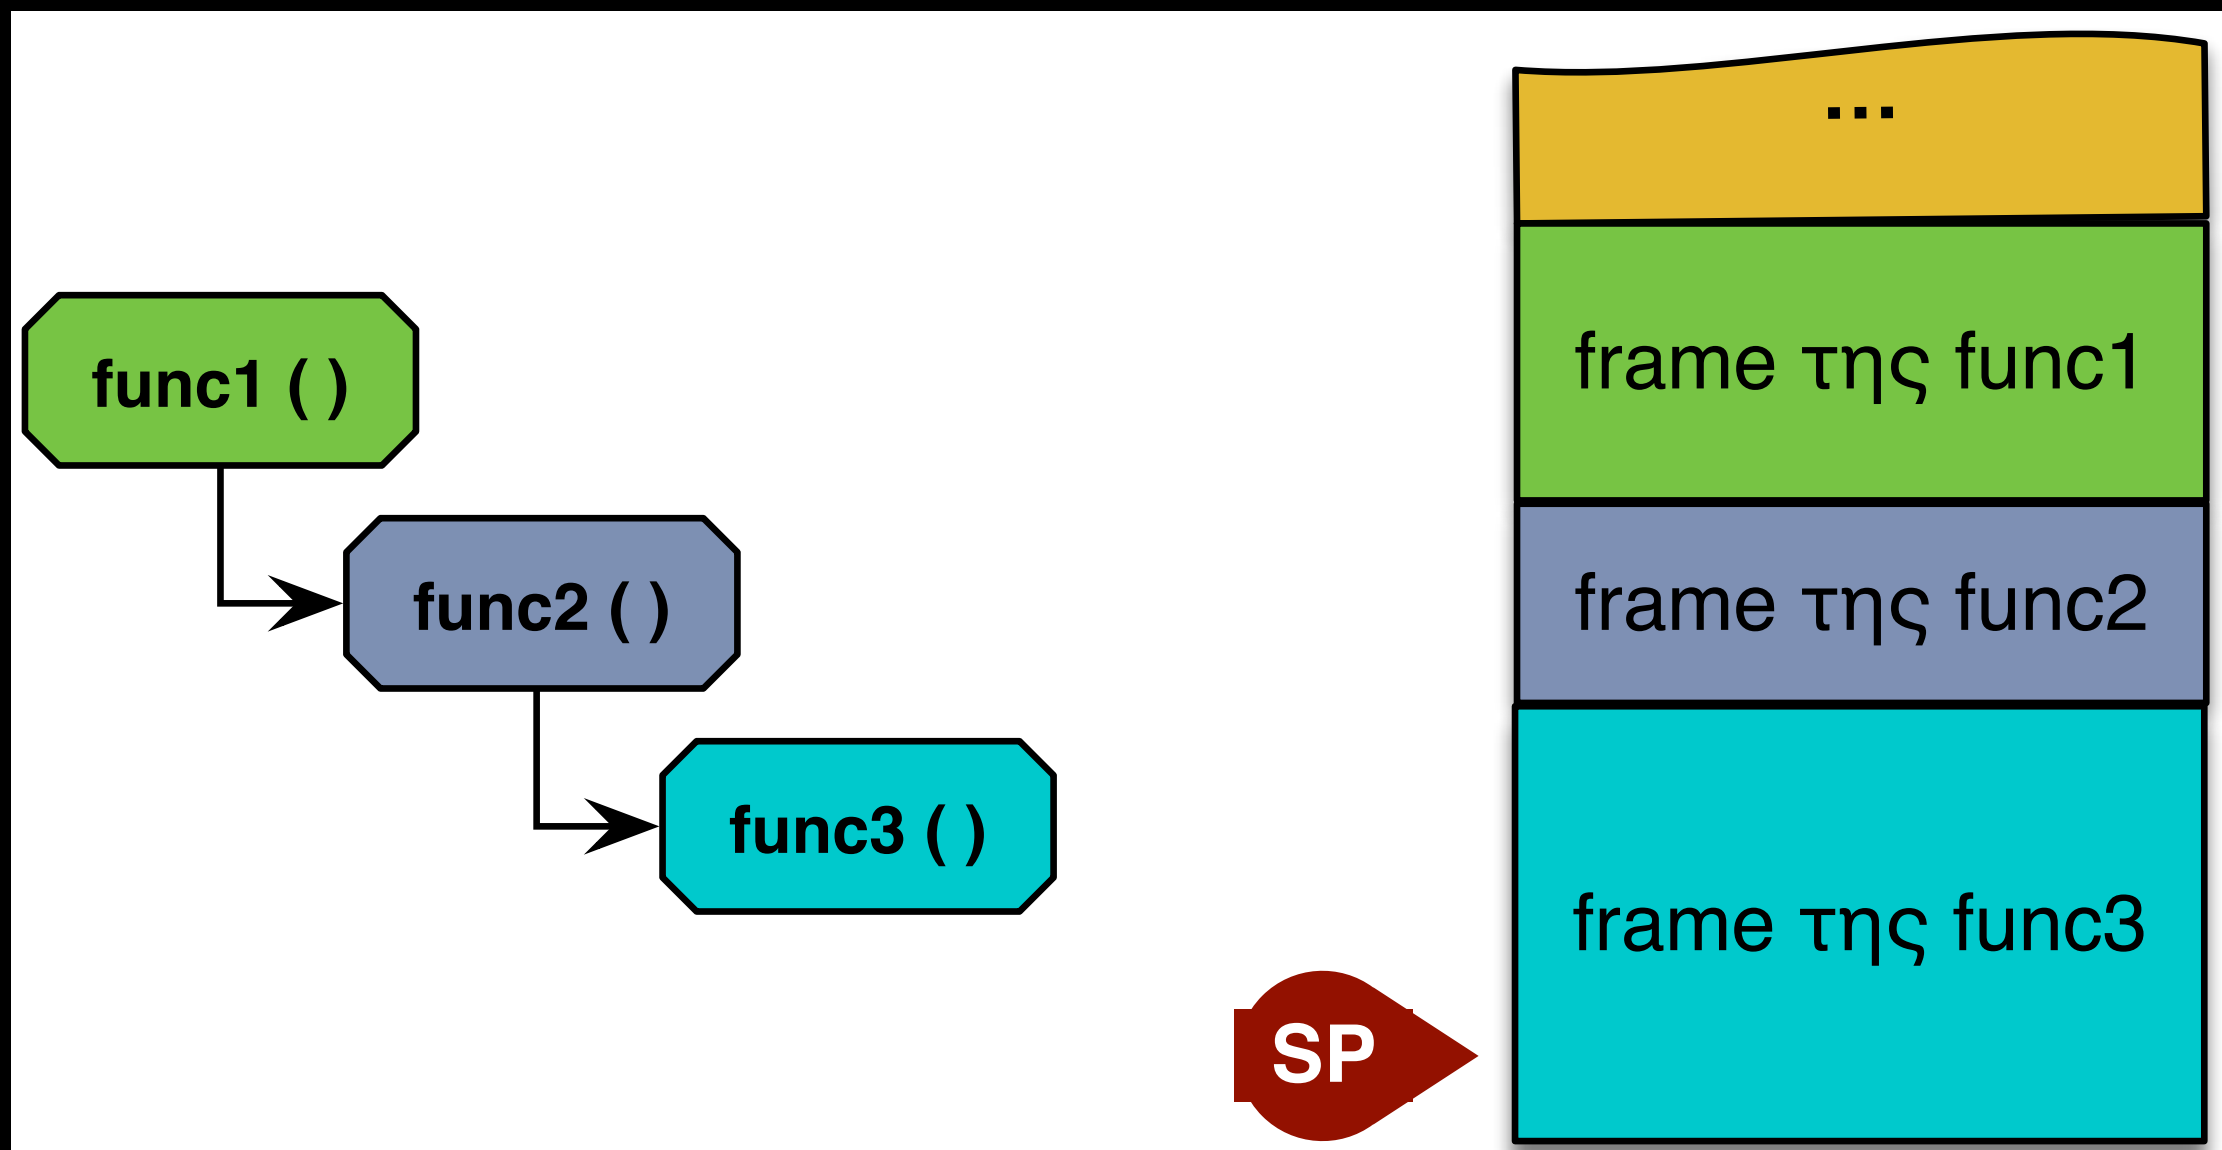 ...
func1 ( )
frame της func1
func2 ( )
frame της func2
func3 ( )
frame της func3
SP